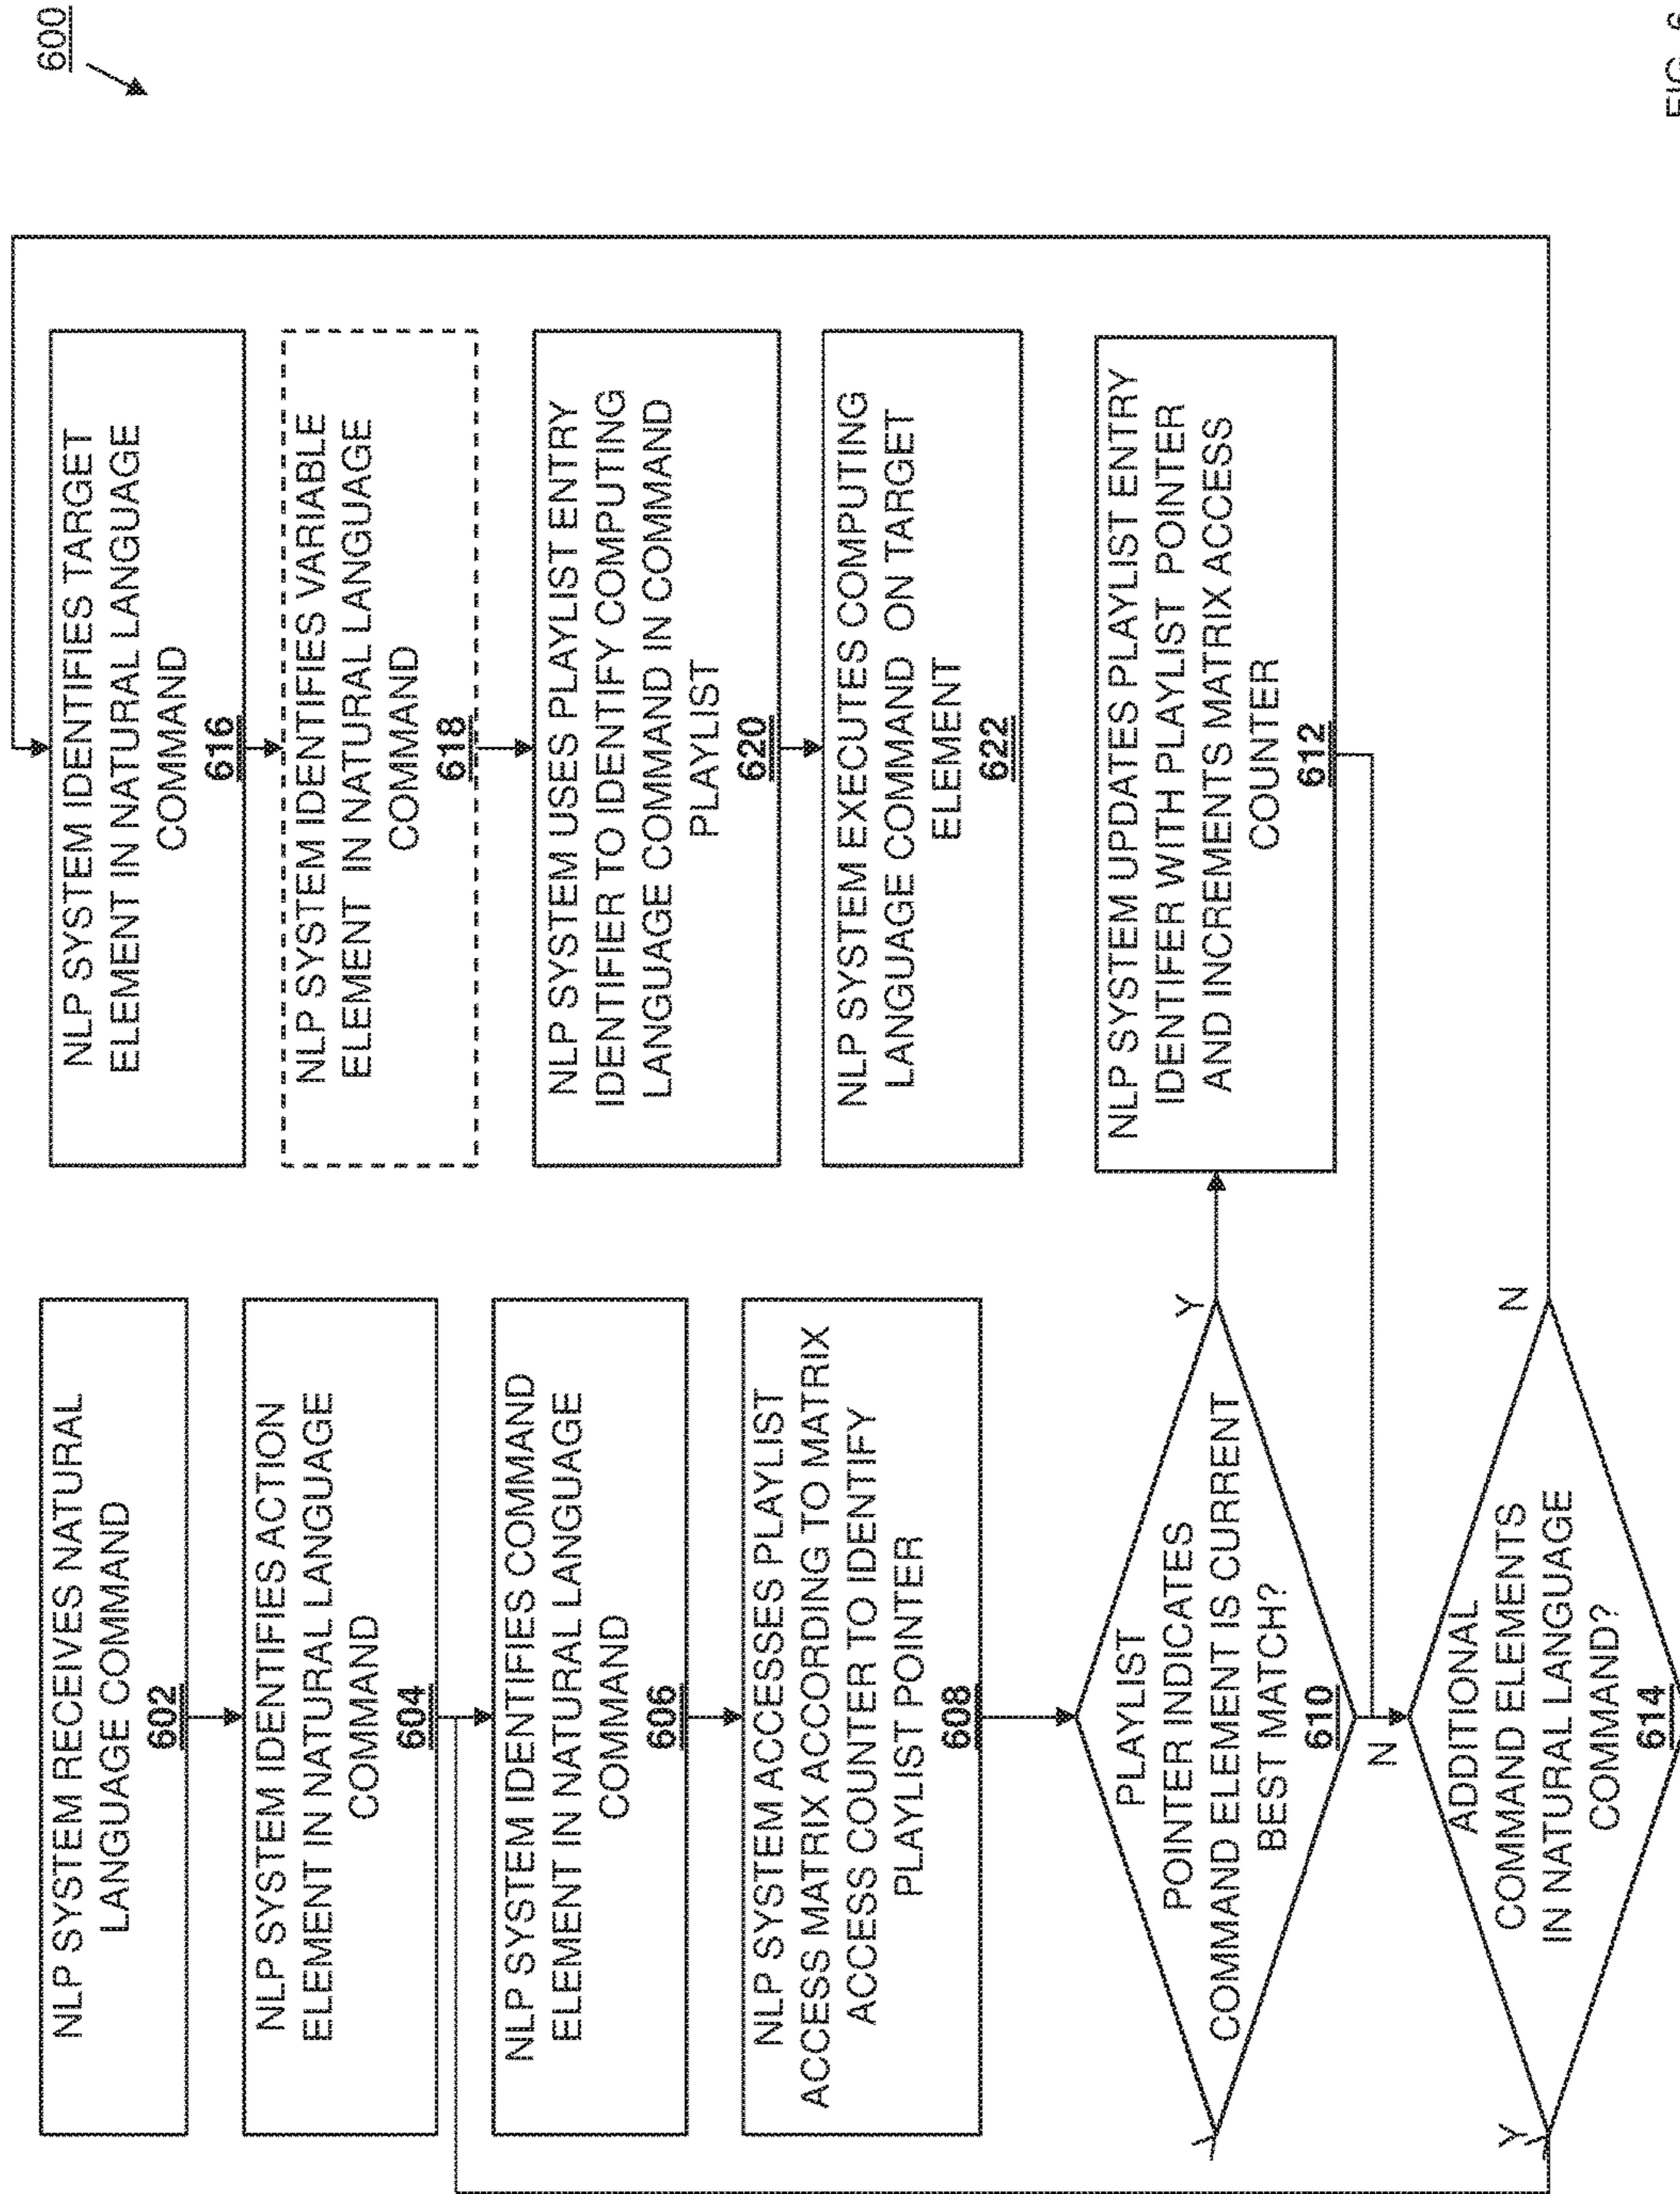 600
NLP SYSTEM RECEIVES NATURAL
LANGUAGE COMMAND
602
NLP SYSTEM IDENTIFIES ACTION
ELEMENT IN NATURAL LANGUAGE
COMMAND
604
NLP SYSTEM IDENTIFIES COMMAND
ELEMENT IN NATURAL LANGUAGE
COMMAND
606
NLP SYSTEM ACCESSES PLAYLIST
ACCESS MATRIX ACCORDING TO MATRIX
ACCESS COUNTER TO IDENTIFY
PLAYLIST POINTER
608
PLAYLIST
POINTER INDICATES
COMMAND ELEMENT IS CURRENT
BEST MATCH?
610
Y
N
ADDITIONAL
COMMAND ELEMENTS
IN NATURAL LANGUAGE
COMMAND?
614
Y
N
NLP SYSTEM IDENTIFIES TARGET
ELEMENT IN NATURAL LANGUAGE
COMMAND
616
NLP SYSTEM IDENTIFIES VARIABLE
ELEMENT IN NATURAL LANGUAGE
COMMAND
618
NLP SYSTEM USES PLAYLIST ENTRY
IDENTIFIER TO IDENTIFY COMPUTING
LANGUAGE COMMAND IN COMMAND
PLAYLIST
620
NLP SYSTEM EXECUTES COMPUTING
LANGUAGE COMMAND ON TARGET
ELEMENT
622
NLP SYSTEM UPDATES PLAYLIST ENTRY
IDENTIFER WITH PLAYLIST POINTER
AND INCREMENTS MATRIX ACCESS
COUNTER
612